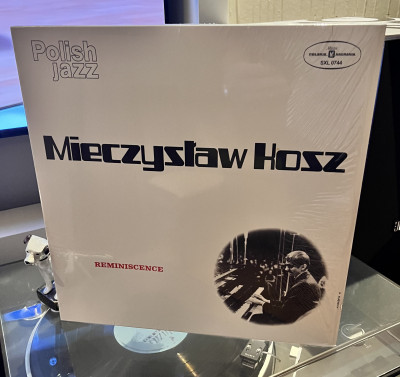 Polish
jazz
POLSKIE NAGRANIA
SXL 0744
Mieczysław Kosz
REMINISCENCE